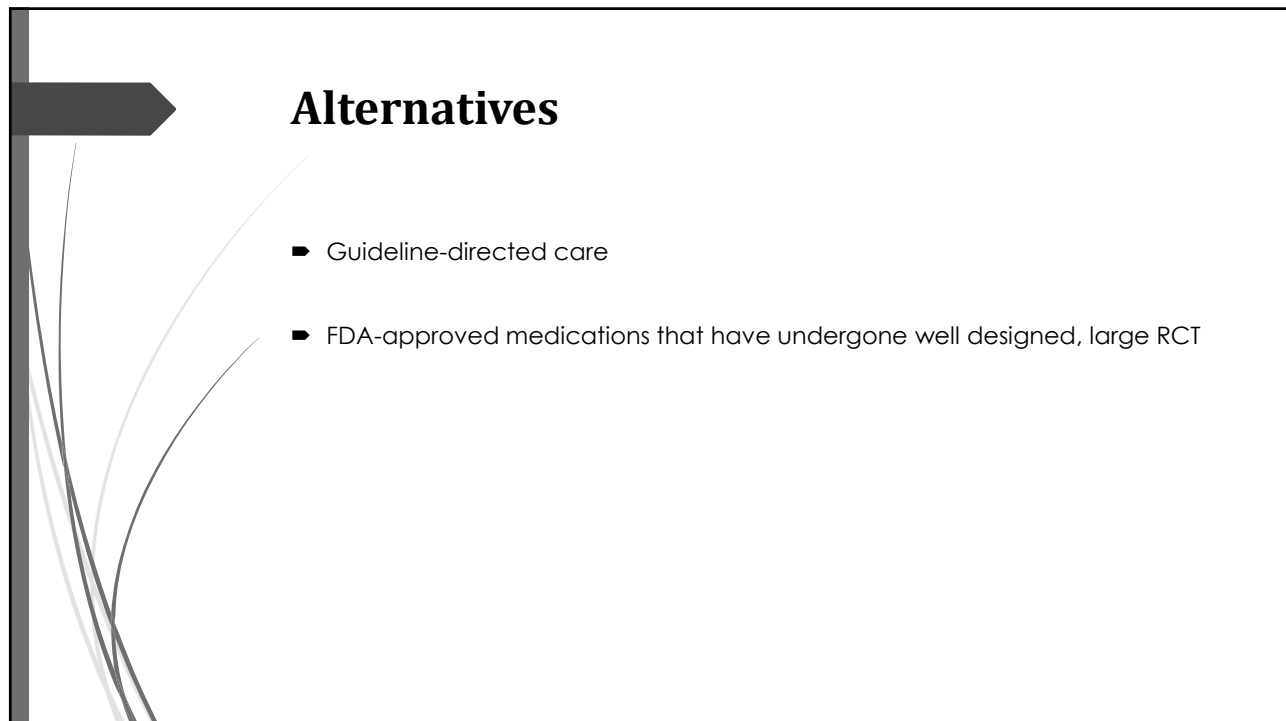 Alternatives
Guideline-directed care
FDA-approved medications that have undergone well designed, large RCT